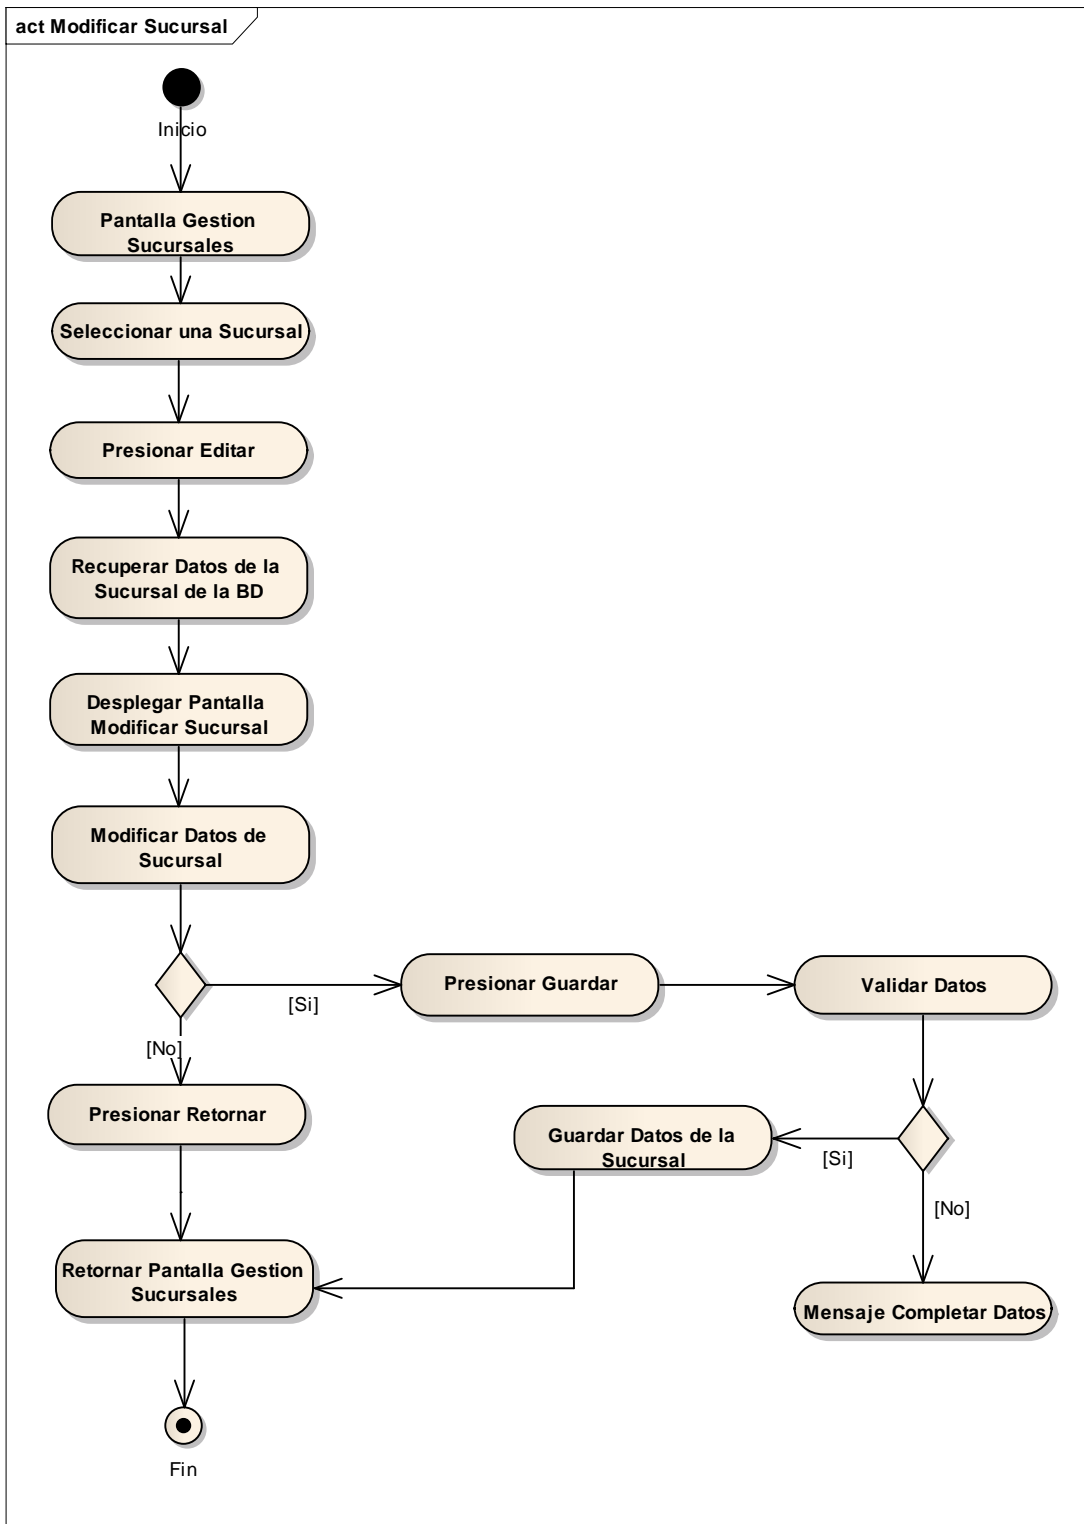 act Modificar Sucursal
Inicio
Pantalla Gestion
Sucursales
Seleccionar una Sucursal
Presionar Editar
Recuperar Datos de la
Sucursal de la BD
Desplegar Pantalla
Modificar Sucursal
Modificar Datos de
Sucursal
Presionar Guardar
Validar Datos
[Si]
[No]
Presionar Retornar
Guardar Datos de la
Sucursal
[Si]
[No]
Retornar Pantalla Gestion
Sucursales
Mensaje Completar Datos
Fin